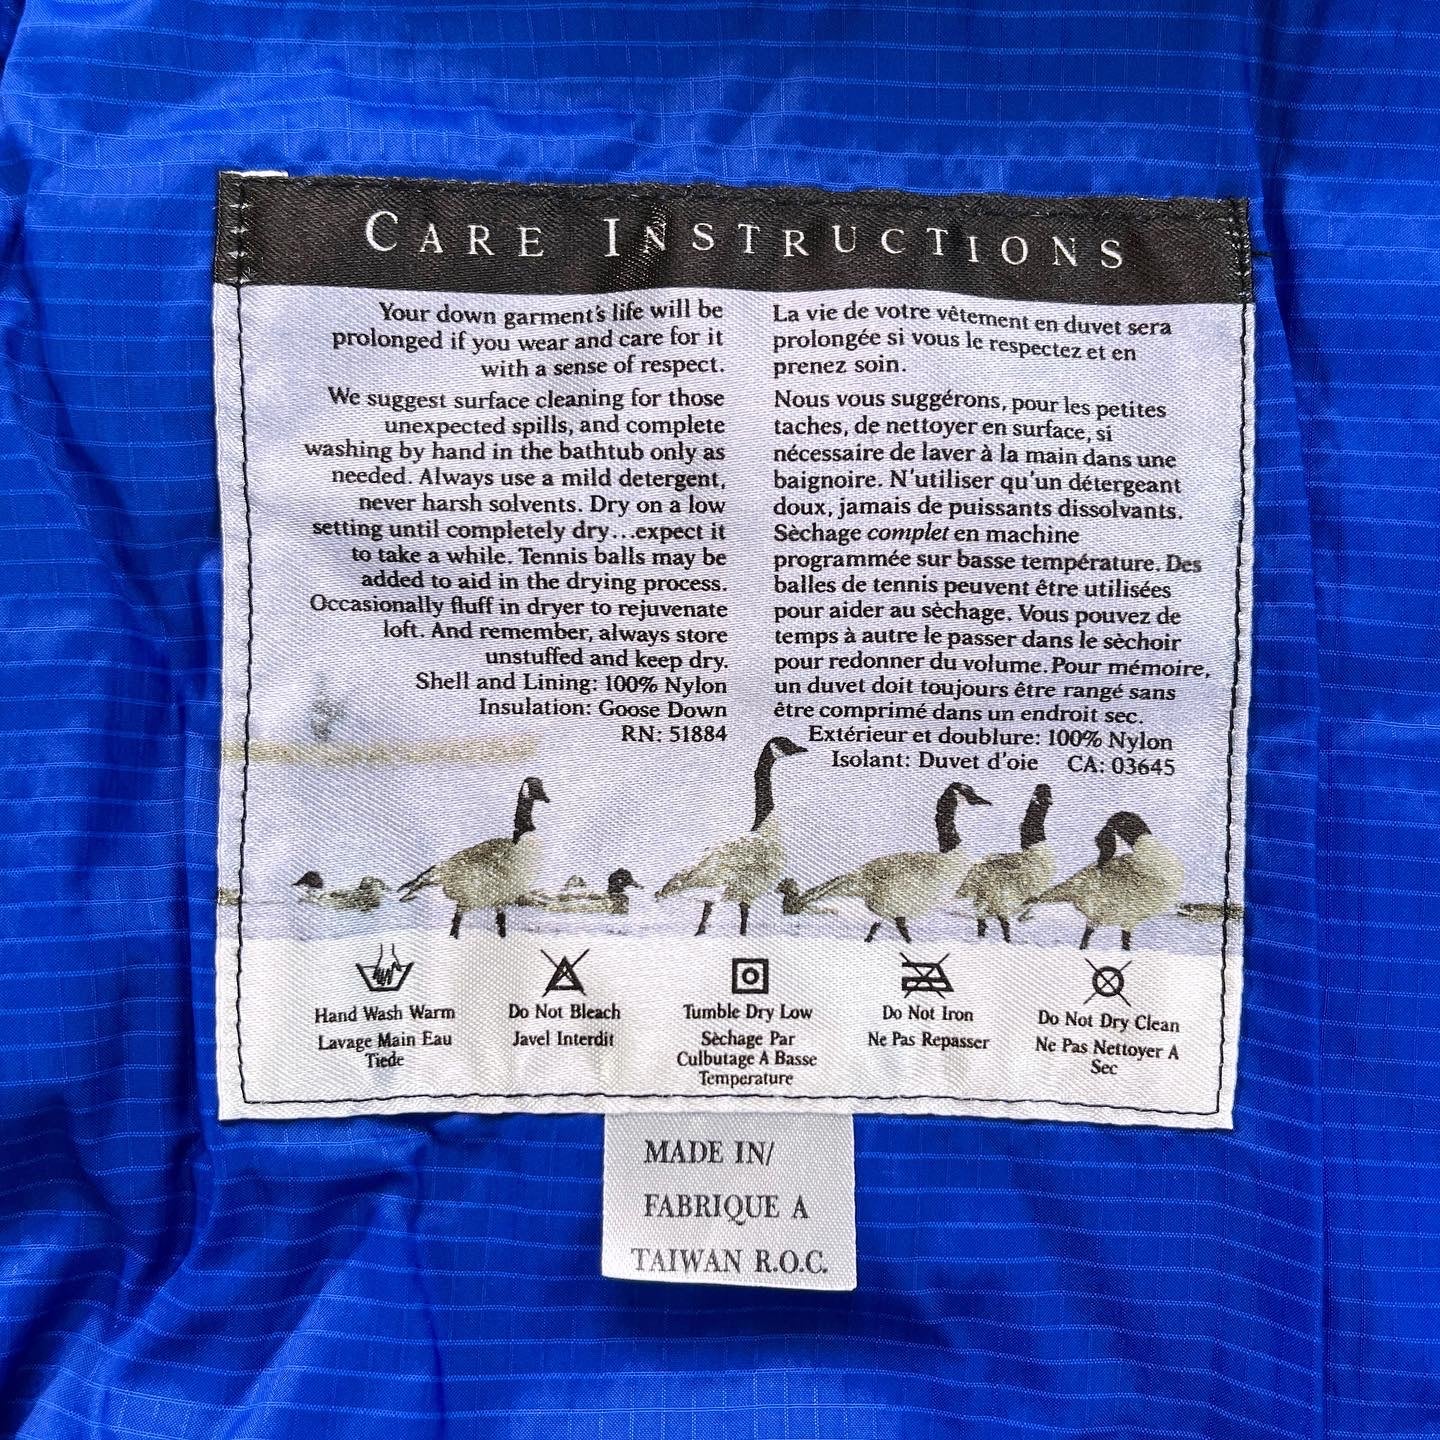 CARE INSTRUCTIONS
Your down garment's life will be
prolonged if you wear and care for it
with a sense of respect.
We suggest surface cleaning for those
unexpected spills, and complete
washing by hand in the bathtub only as
needed. Always use a mild detergent,
never harsh solvents. Dry on a low
setting until completely dry...expect it
to take a while. Tennis balls may be
added to aid in the drying process.
Occasionally fluff in dryer to rejuvenate
loft. And remember, always store
unstuffed and keep dry.
Shell and Lining: 100% Nylon
Insulation: Goose Down
RN: 51884
La vie de votre vêtement en duvet sera
prolongée si vous le respectez et en
prenez soin.
Nous vous suggérons, pour les petites
taches, de nettoyer en surface, si
nécessaire de laver à la main dans une
baignoire. N'utiliser qu'un détergeant
doux, jamais de puissants dissolvants.
Sèchage complet en machine
programmée sur basse température. Des
balles de tennis peuvent être utilisées
pour aider au sèchage. Vous pouvez de
temps à autre le passer dans le sèchoir
pour redonner du volume. Pour mémoire,
un duvet doit toujours être rangé sans
être comprimé dans un endroit sec.
Extérieur et doublure: 100% Nylon
Isolant: Duvet d'oie CA: 03645
Hand Wash Warm
Lavage Main Eau
Tiede
Do Not Bleach
Javel Interdit
Tumble Dry Low
Sèchage Par
Culbutage A Basse
Temperature
Do Not Iron
Ne Pas Repasser
Do Not Dry Clean
Ne Pas Nettoyer A
Sec
MADE IN/
FABRIQUE A
TAIWAN R.O.C.